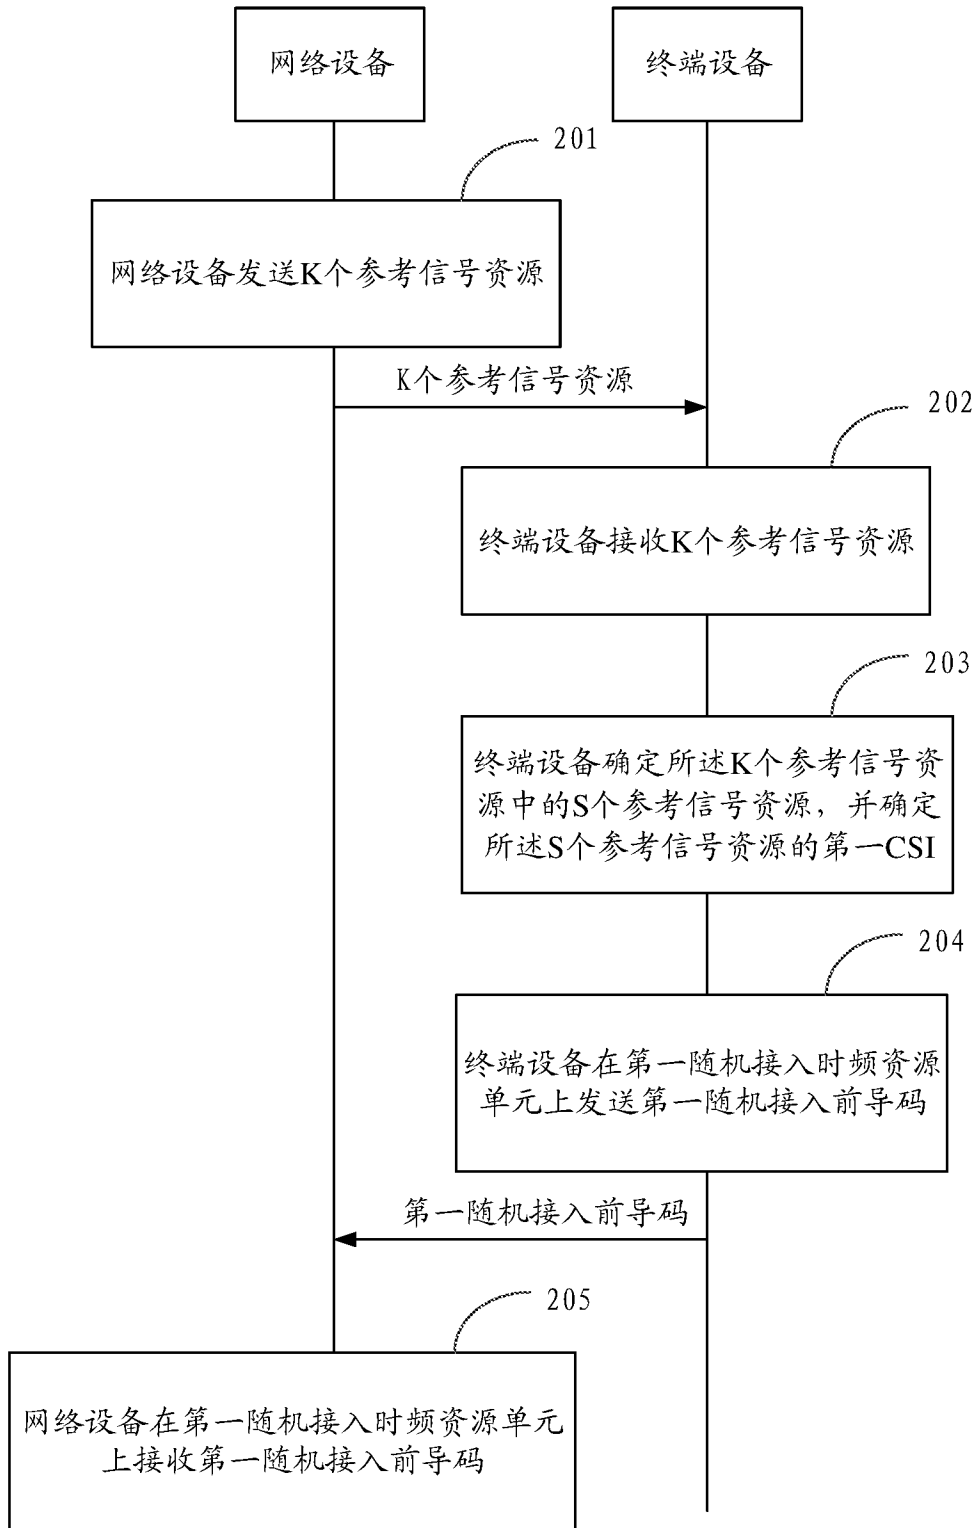 网络设备
终端设备
201
网络设备发送K个参考信号资源
K个参考信号资源
202
终端设备接收K个参考信号资源
203
终端设备确定所述K个参考信号资
源中的S个参考信号资源，并确定
所述S个参考信号资源的第一CSI
204
终端设备在第一随机接入时频资源
单元上发送第一随机接入前导码
第一随机接入前导码
205
网络设备在第一随机接入时频资源单元
上接收第一随机接入前导码